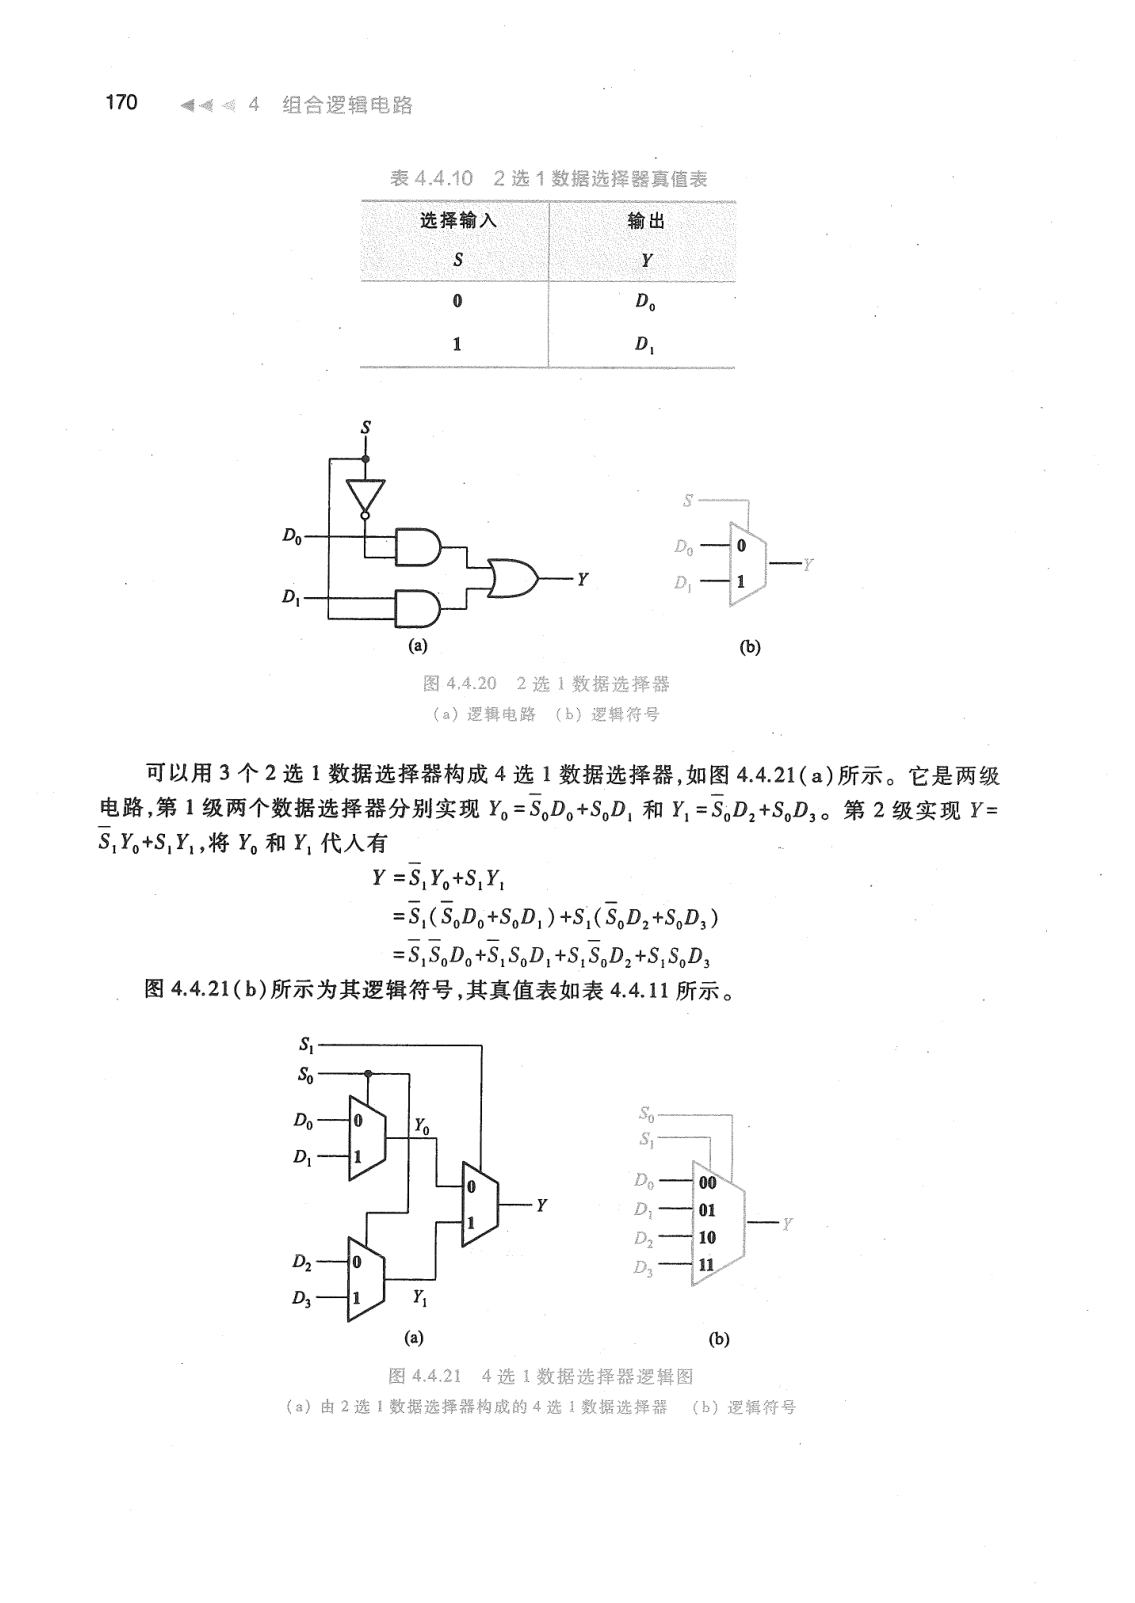 170 4 组合逻辑电路
表 4.4.10 2 选 1 数据选择器真值表
选择输入 输出
S Y
0 D₀
1 D₁
S
D₀
D₁
Y
(a)
S
D₀ 0
D₁ 1
Y
(b)
图 4.4.20 2 选 1 数据选择器
(a) 逻辑电路 (b) 逻辑符号
可以用 3 个 2 选 1 数据选择器构成 4 选 1 数据选择器,如图 4.4.21(a)所示。它是两级
电路,第 1 级两个数据选择器分别实现 Y₀=S̅₀D₀+S₀D₁ 和 Y₁=S̅₀D₂+S₀D₃。第 2 级实现 Y=
S̅₁Y₀+S₁Y₁,将 Y₀ 和 Y₁ 代人有
Y=S̅₁Y₀+S₁Y₁
=S̅₁(S̅₀D₀+S₀D₁)+S₁(S̅₀D₂+S₀D₃)
=S̅₁S̅₀D₀+S̅₁S₀D₁+S₁S̅₀D₂+S₁S₀D₃
图 4.4.21(b)所示为其逻辑符号,其真值表如表 4.4.11 所示。
S₁
S₀
D₀ 0 Y₀
D₁ 1
0
1
Y
D₂ 0
D₃ 1 Y₁
(a)
S₀
S₁
D₀ 00
D₁ 01
D₂ 10
D₃ 11
Y
(b)
图 4.4.21 4 选 1 数据选择器逻辑图
(a) 由 2 选 1 数据选择器构成的 4 选 1 数据选择器 (b) 逻辑符号